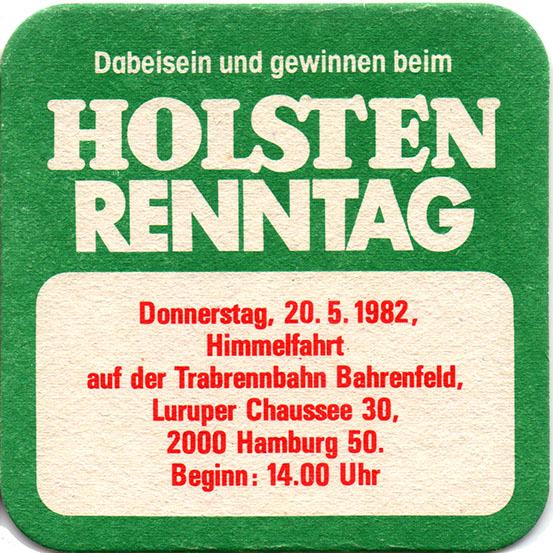 Dabeisein und gewinnen beim
HOLSTEN
RENNTAG
Donnerstag, 20. 5. 1982,
Himmelfahrt
auf der Trabrennbahn Bahrenfeld,
Luruper Chaussee 30,
2000 Hamburg 50.
Beginn: 14.00 Uhr